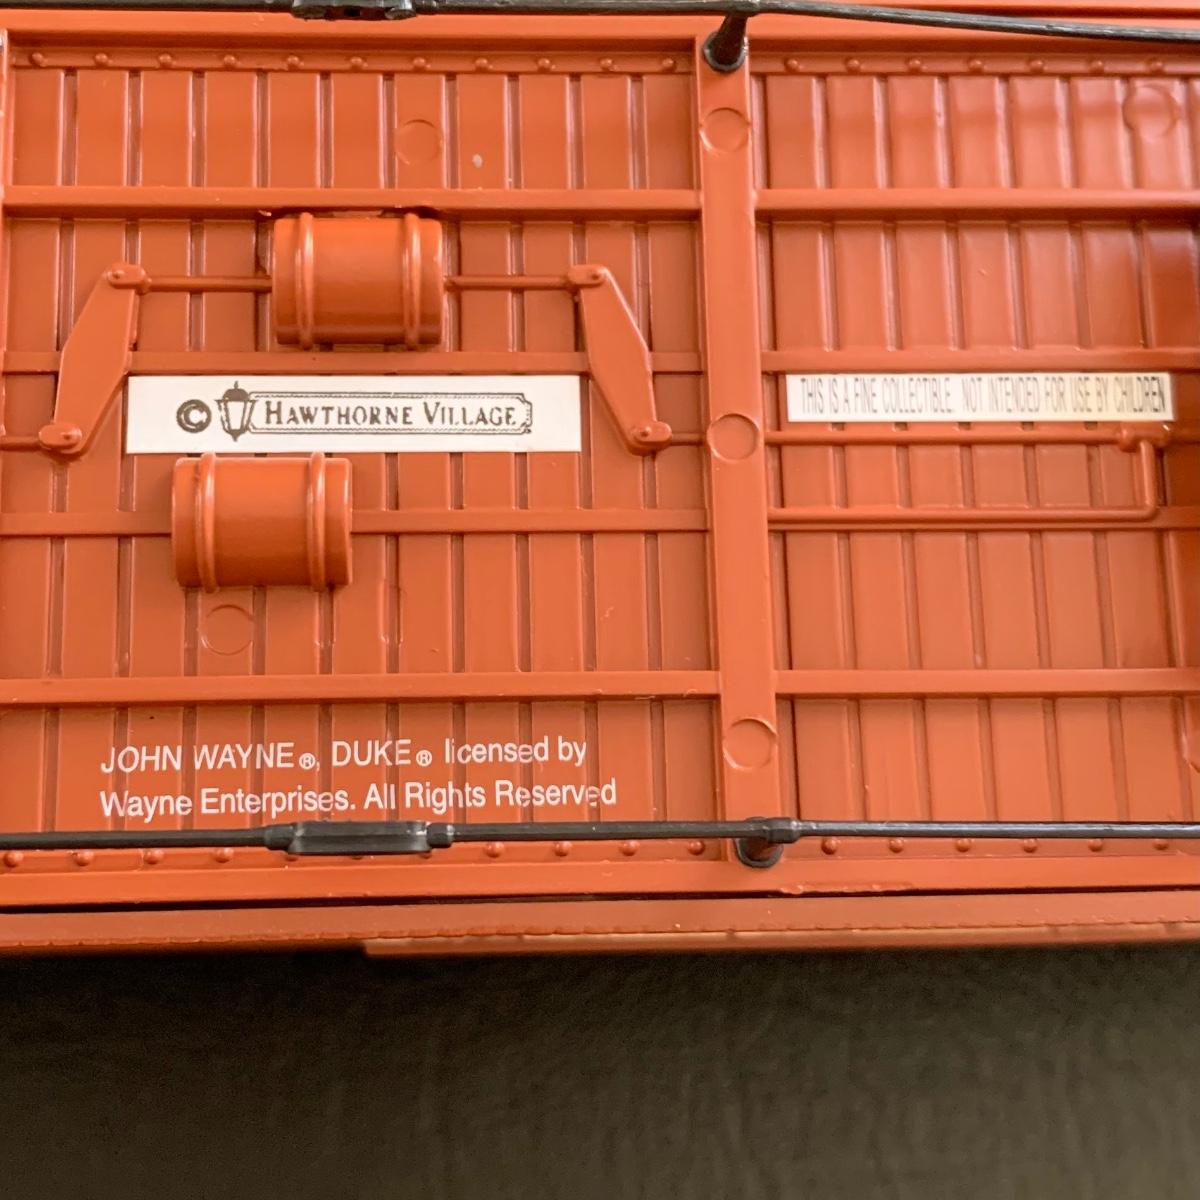 © HAWTHORNE VILLAGE
THIS IS A FINE COLLECTIBLE. NOT INTENDED FOR USE BY CHILDREN
JOHN WAYNE®, DUKE® licensed by
Wayne Enterprises. All Rights Reserved